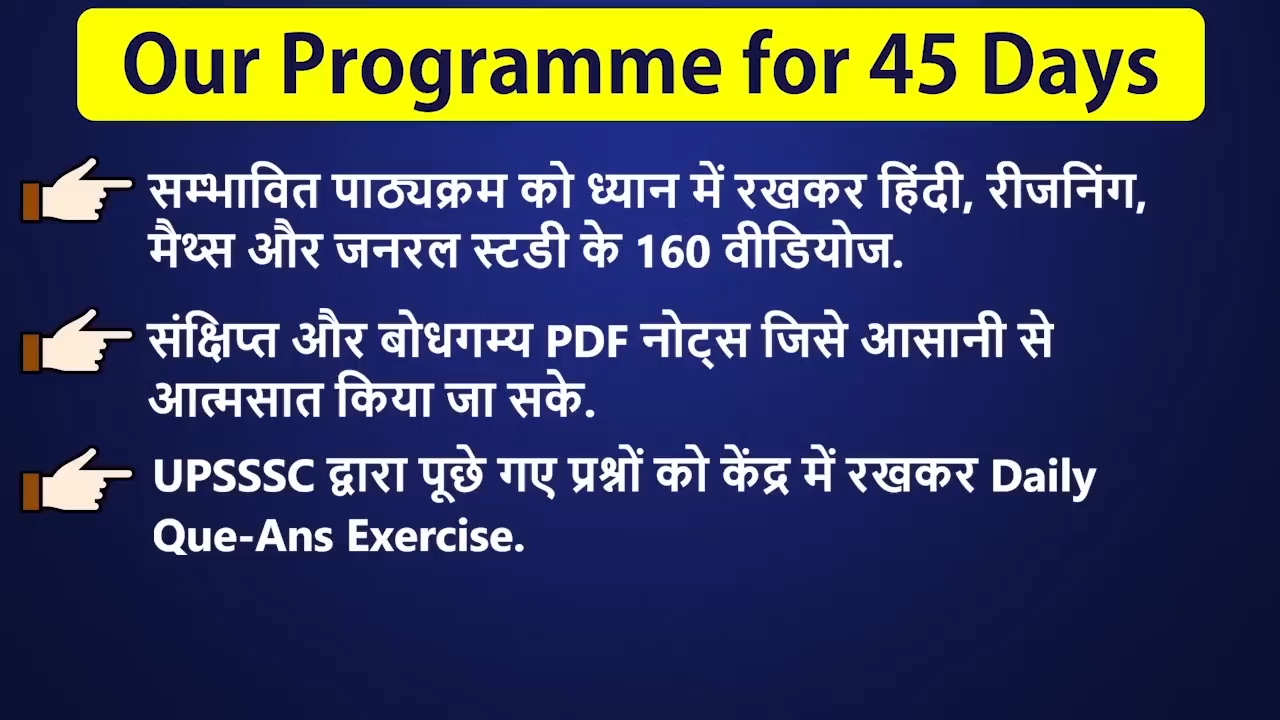 Our Programme for 45 Days
सम्भावित पाठ्यक्रम को ध्यान में रखकर हिंदी, रीजनिंग,
मैथ्स और जनरल स्टडी के 160 वीडियोज.
संक्षिप्त और बोधगम्य PDF नोट्स जिसे आसानी से
आत्मसात किया जा सके.
UPSSSC द्वारा पूछे गए प्रश्नों को केंद्र में रखकर Daily
Que-Ans Exercise.